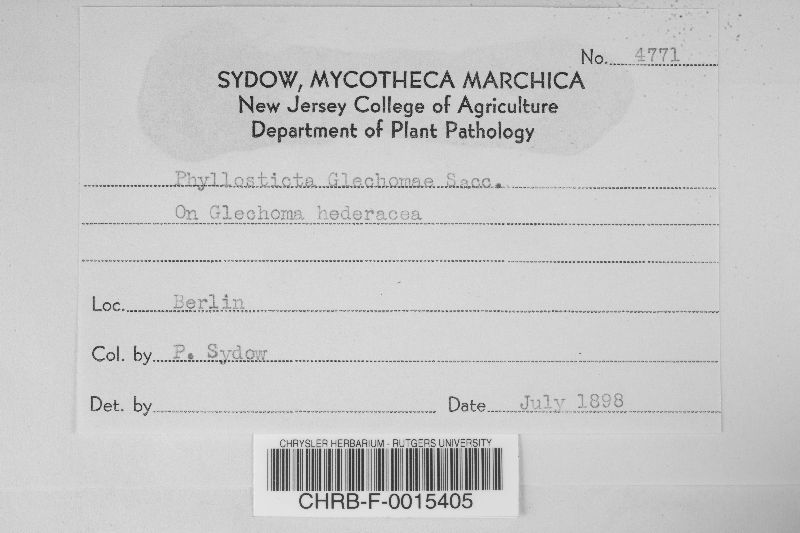 No. 4771
SYDOW, MYCOTHECA MARCHICA
New Jersey College of Agriculture
Department of Plant Pathology
Phyllosticta Glechomae Sacc.
On Glechoma hederacea
Loc. Berlin
Col. by P. Sydow
Det. by Date July 1898
CHRYSLER HERBARIUM - RUTGERS UNIVERSITY
CHRB-F-0015405